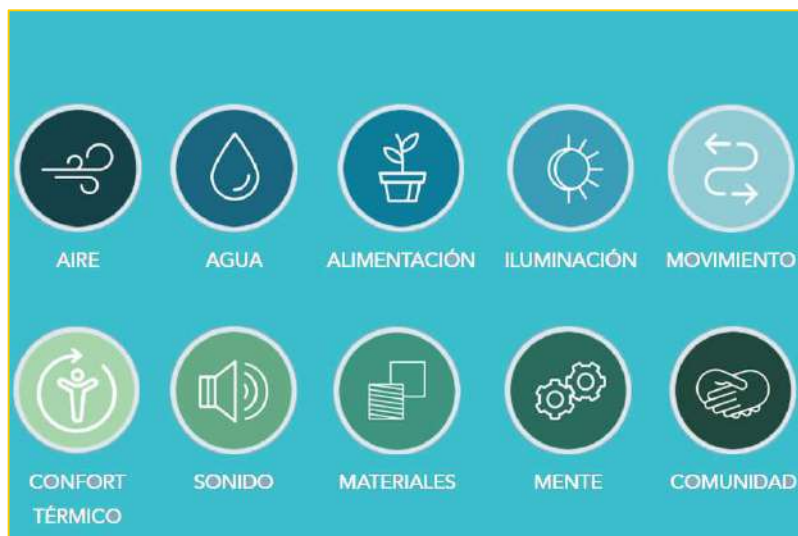 AIRE
AGUA
ALIMENTACIÓN
ILUMINACIÓN
MOVIMIENTO
CONFORT
TÉRMICO
SONIDO
MATERIALES
MENTE
COMUNIDAD